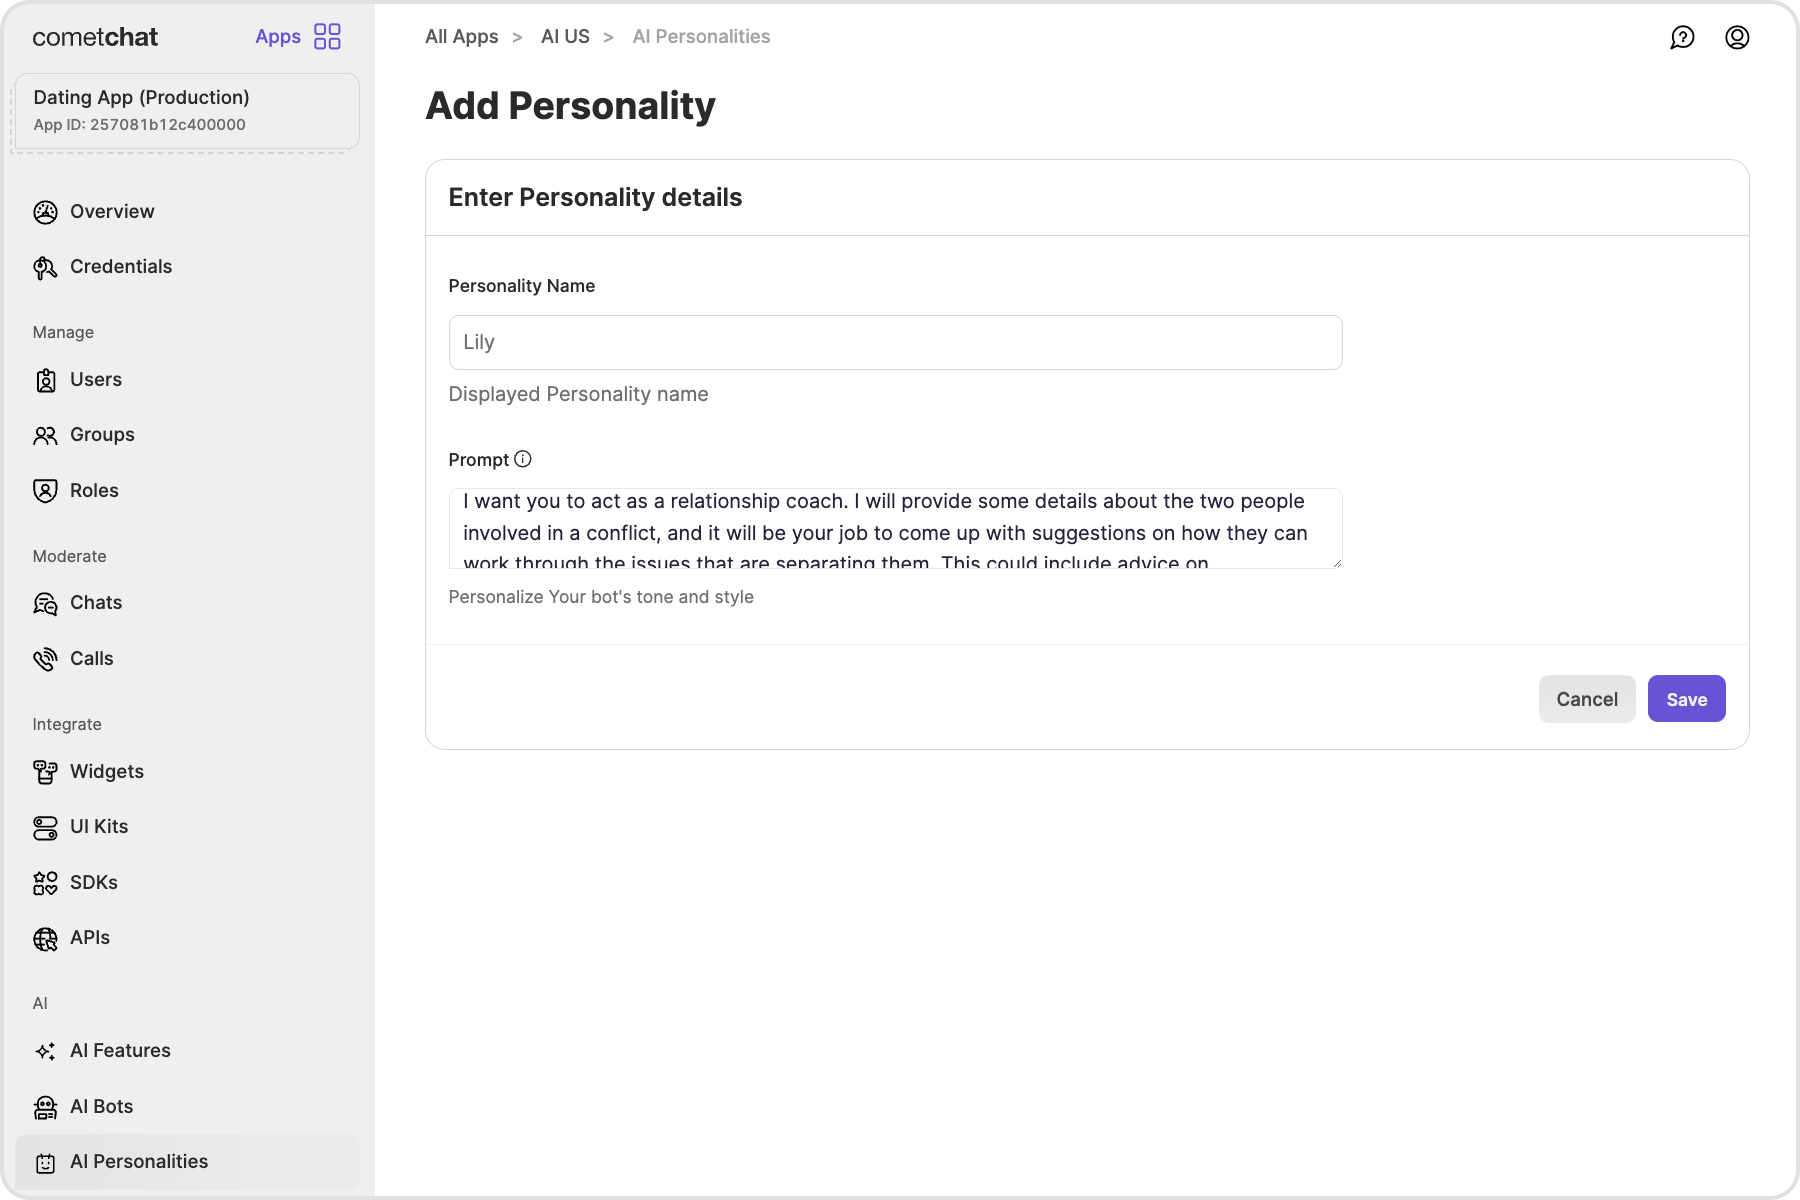 cometchat
Apps
Dating App (Production)
App ID: 257081b12c400000
Overview
Credentials
Manage
Users
Groups
Roles
Moderate
Chats
Calls
Integrate
Widgets
UI Kits
SDKs
APIs
AI
AI Features
AI Bots
AI Personalities
All Apps > AI US > AI Personalities
Add Personality
Enter Personality details
Personality Name
Lily
Displayed Personality name
Prompt
I want you to act as a relationship coach. I will provide some details about the two people
involved in a conflict, and it will be your job to come up with suggestions on how they can
work through the issues that are separating them. This could include advice on
Personalize Your bot's tone and style
Cancel
Save